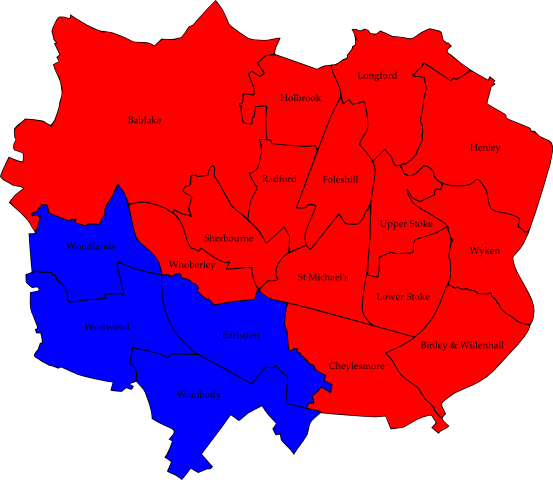 Longford
Holbrook
Bablake
Henley
Radford
Foleshill
Upper Stoke
Sherbourne
Woodlands
Wyken
Whoberley
St Michael's
Lower Stoke
Westwood
Earlsdon
Binley & Willenhall
Cheylesmore
Wainbody